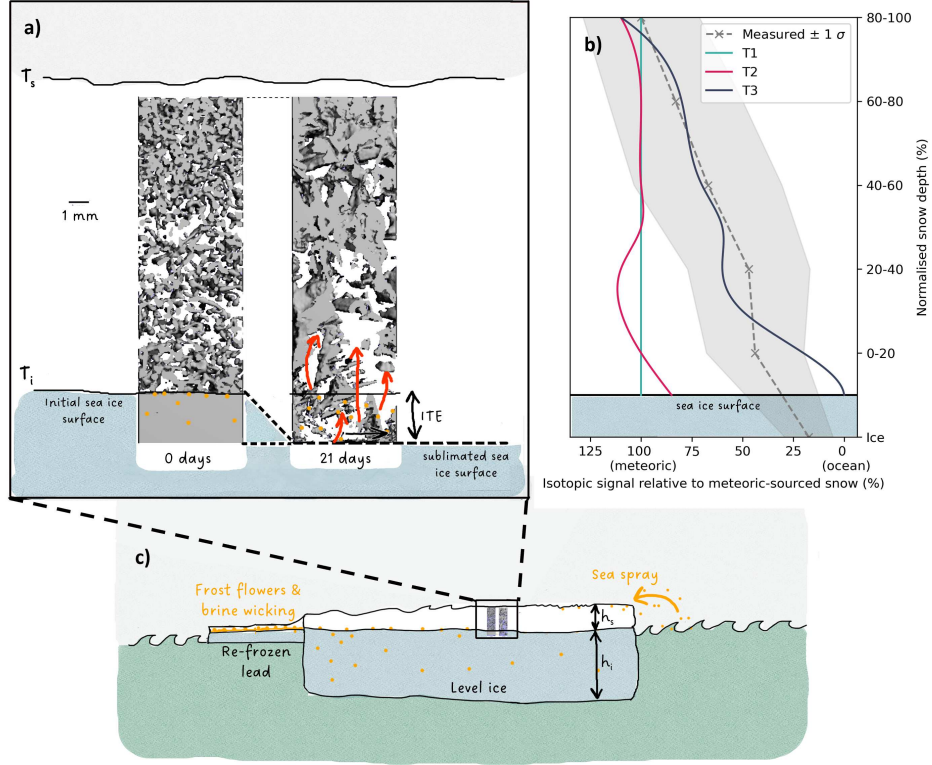 a)
Ts
1 mm
Ti
Initial sea ice
surface
ITE
0 days
21 days
sublimated sea
ice surface
b)
Measured ± 1 σ
T1
T2
T3
80-100
60-80
40-60
20-40
0-20
Ice
Normalised snow depth (%)
sea ice surface
125 100 75 50 25 0
(meteoric) (ocean)
Isotopic signal relative to meteoric-sourced snow (%)
c)
Frost flowers &
brine wicking
Sea spray
hs
hi
Re-frozen
lead
Level ice